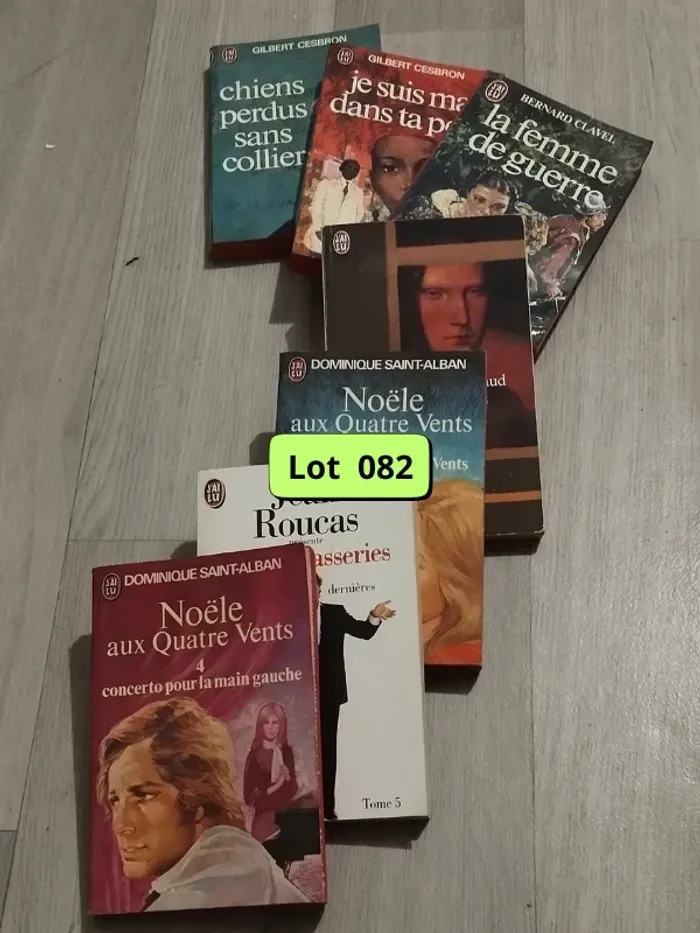 J'AI
LU
GILBERT CESBRON
chiens
perdus
sans
collier
J'AI
LU
GILBERT CESBRON
je suis ma
dans ta
J'AI
LU
BERNARD CLAVEL
la femme
de guerre
J'AI
LU
J'AI
LU
DOMINIQUE SAINT-ALBAN
Noële
aux Quatre Vents
Vents
Lot 082
J'AI
LU
Roucas
asseries
dernières
Tome 5
J'AI
LU
DOMINIQUE SAINT-ALBAN
Noële
aux Quatre Vents
4
concerto pour la main gauche